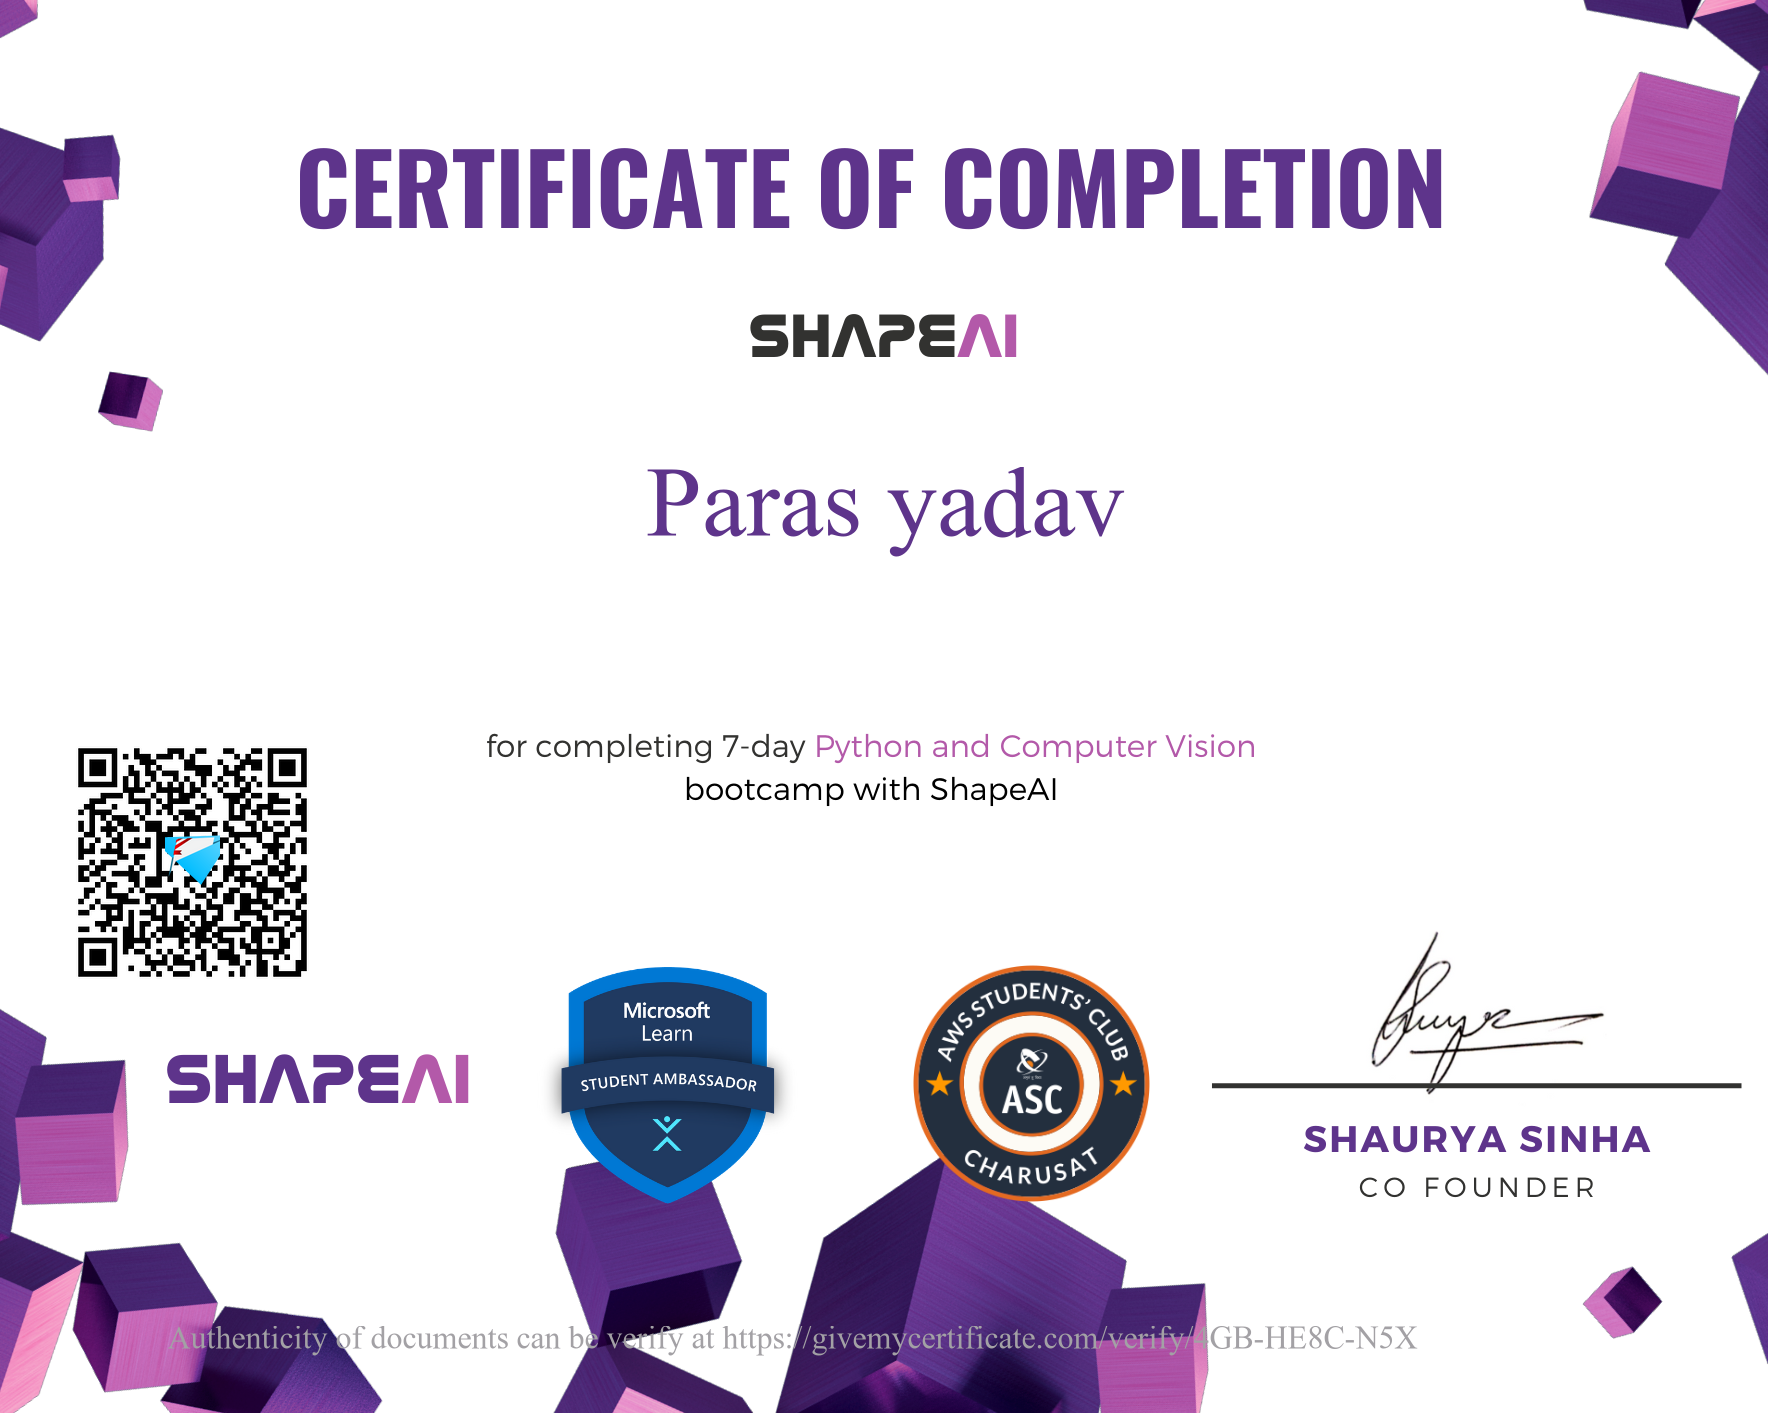 CERTIFICATE OF COMPLETION
SHAPEAI
Paras yadav
for completing 7-day Python and Computer Vision
bootcamp with ShapeAI
SHAPEAI
Microsoft
Learn
STUDENT AMBASSADOR
AWS STUDENTS' CLUB
ASC
CHARUSAT
SHAURYA SINHA
CO FOUNDER
Authenticity of documents can be verify at https://givemycertificate.com/verify/4GB-HE8C-N5X